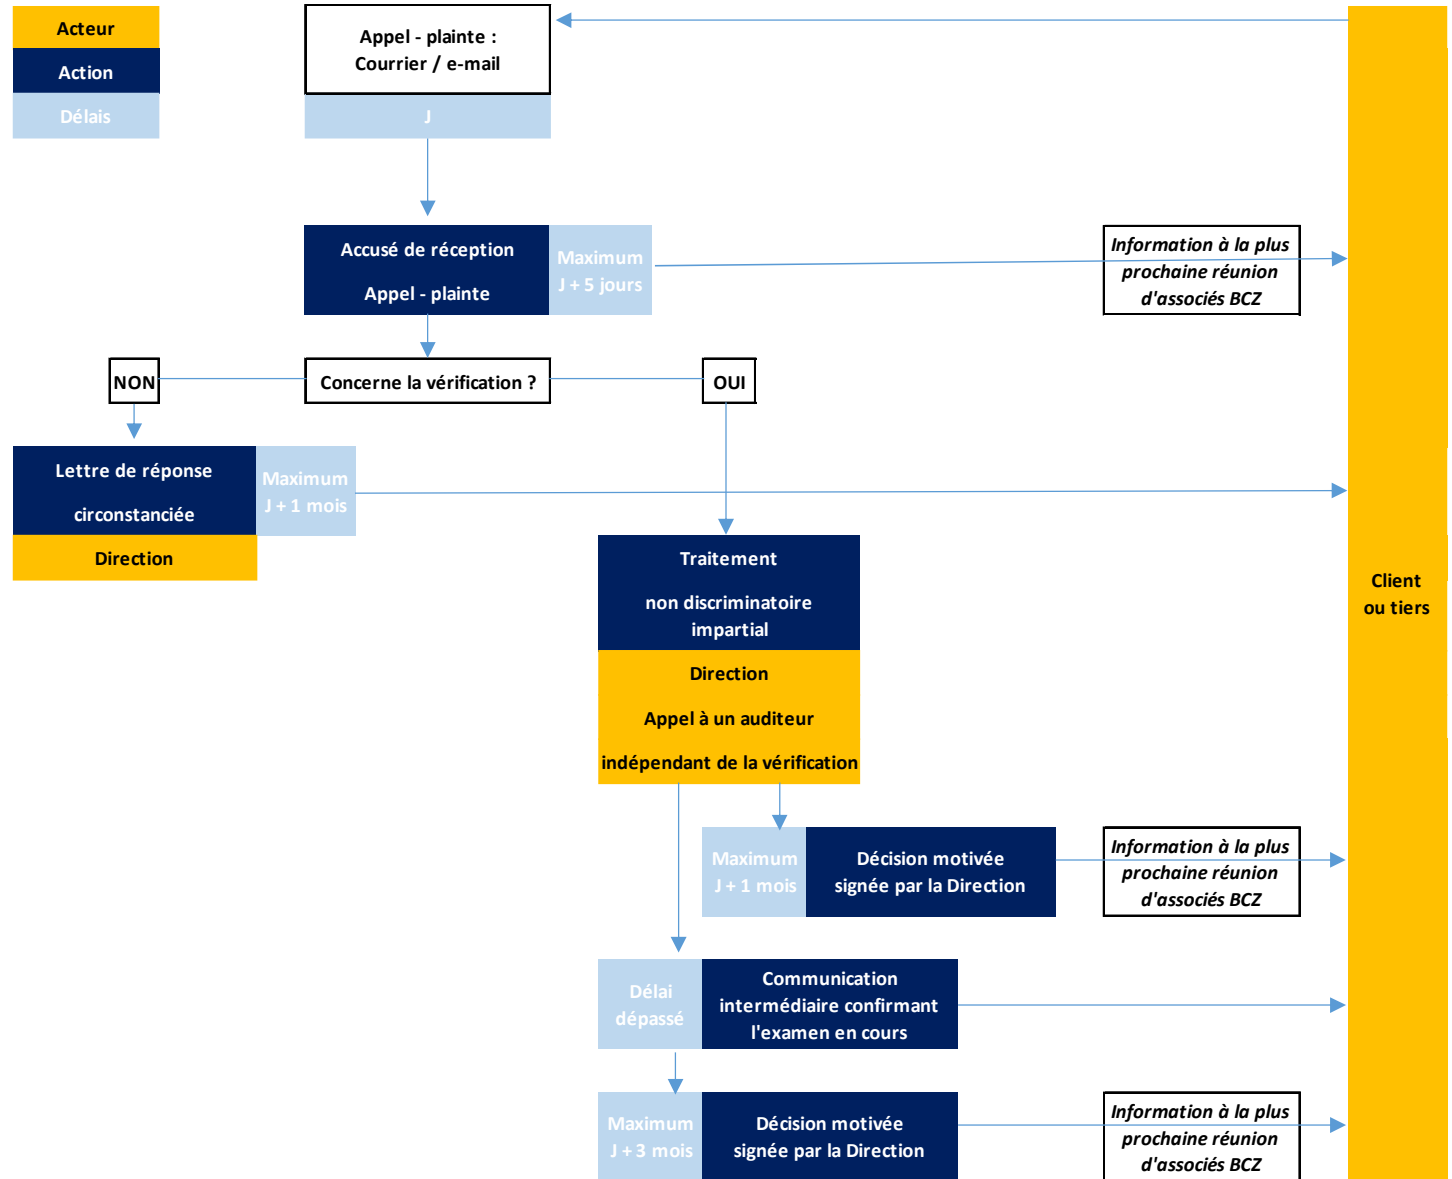 Acteur
Action
Délais
Appel - plainte :
Courrier / e-mail
J
Accusé de réception
Appel - plainte
Maximum
J + 5 jours
Information à la plus
prochaine réunion
d'associés BCZ
NON
Concerne la vérification ?
OUI
Lettre de réponse
circonstanciée
Direction
Maximum
J + 1 mois
Traitement
non discriminatoire
impartial
Direction
Appel à un auditeur
indépendant de la vérification
Client
ou tiers
Maximum
J + 1 mois
Décision motivée
signée par la Direction
Information à la plus
prochaine réunion
d'associés BCZ
Délai
dépassé
Communication
intermédiaire confirmant
l'examen en cours
Maximum
J + 3 mois
Décision motivée
signée par la Direction
Information à la plus
prochaine réunion
d'associés BCZ